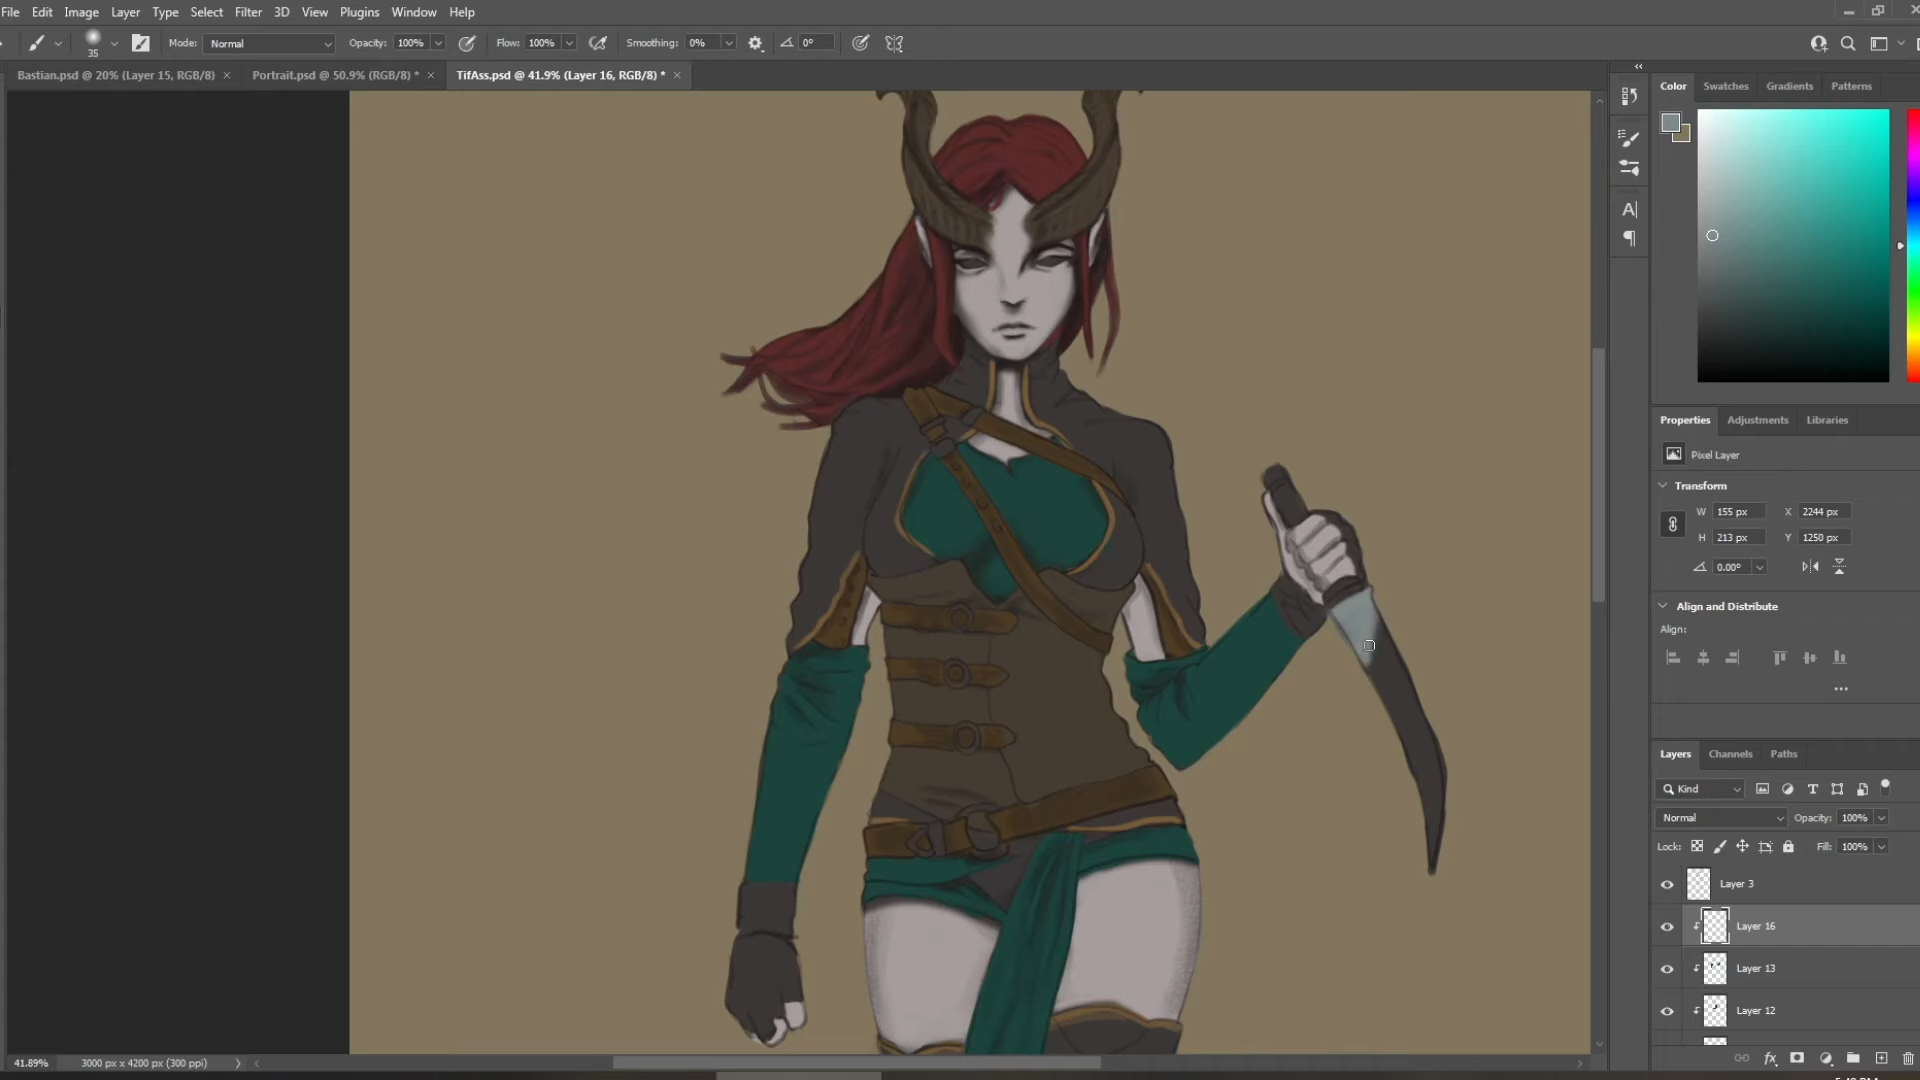 File Edit Image Layer Type Select Filter 3D View Plugins Window Help
35 Mode: Normal Opacity: 100% Flow: 100% Smoothing: 0% 0°
Bastian.psd @ 20% (Layer 15, RGB/8) × Portrait.psd @ 50.9% (RGB/8) * × TifAss.psd @ 41.9% (Layer 16, RGB/8) * ×
Color Swatches Gradients Patterns
Properties Adjustments Libraries
Pixel Layer
Transform
W 155 px X 2244 px
H 213 px Y 1250 px
0.00°
Align and Distribute
Align:
Layers Channels Paths
Kind
Normal Opacity: 100%
Lock: Fill: 100%
Layer 3
Layer 16
Layer 13
Layer 12
41.89% 3000 px x 4200 px (300 ppi)